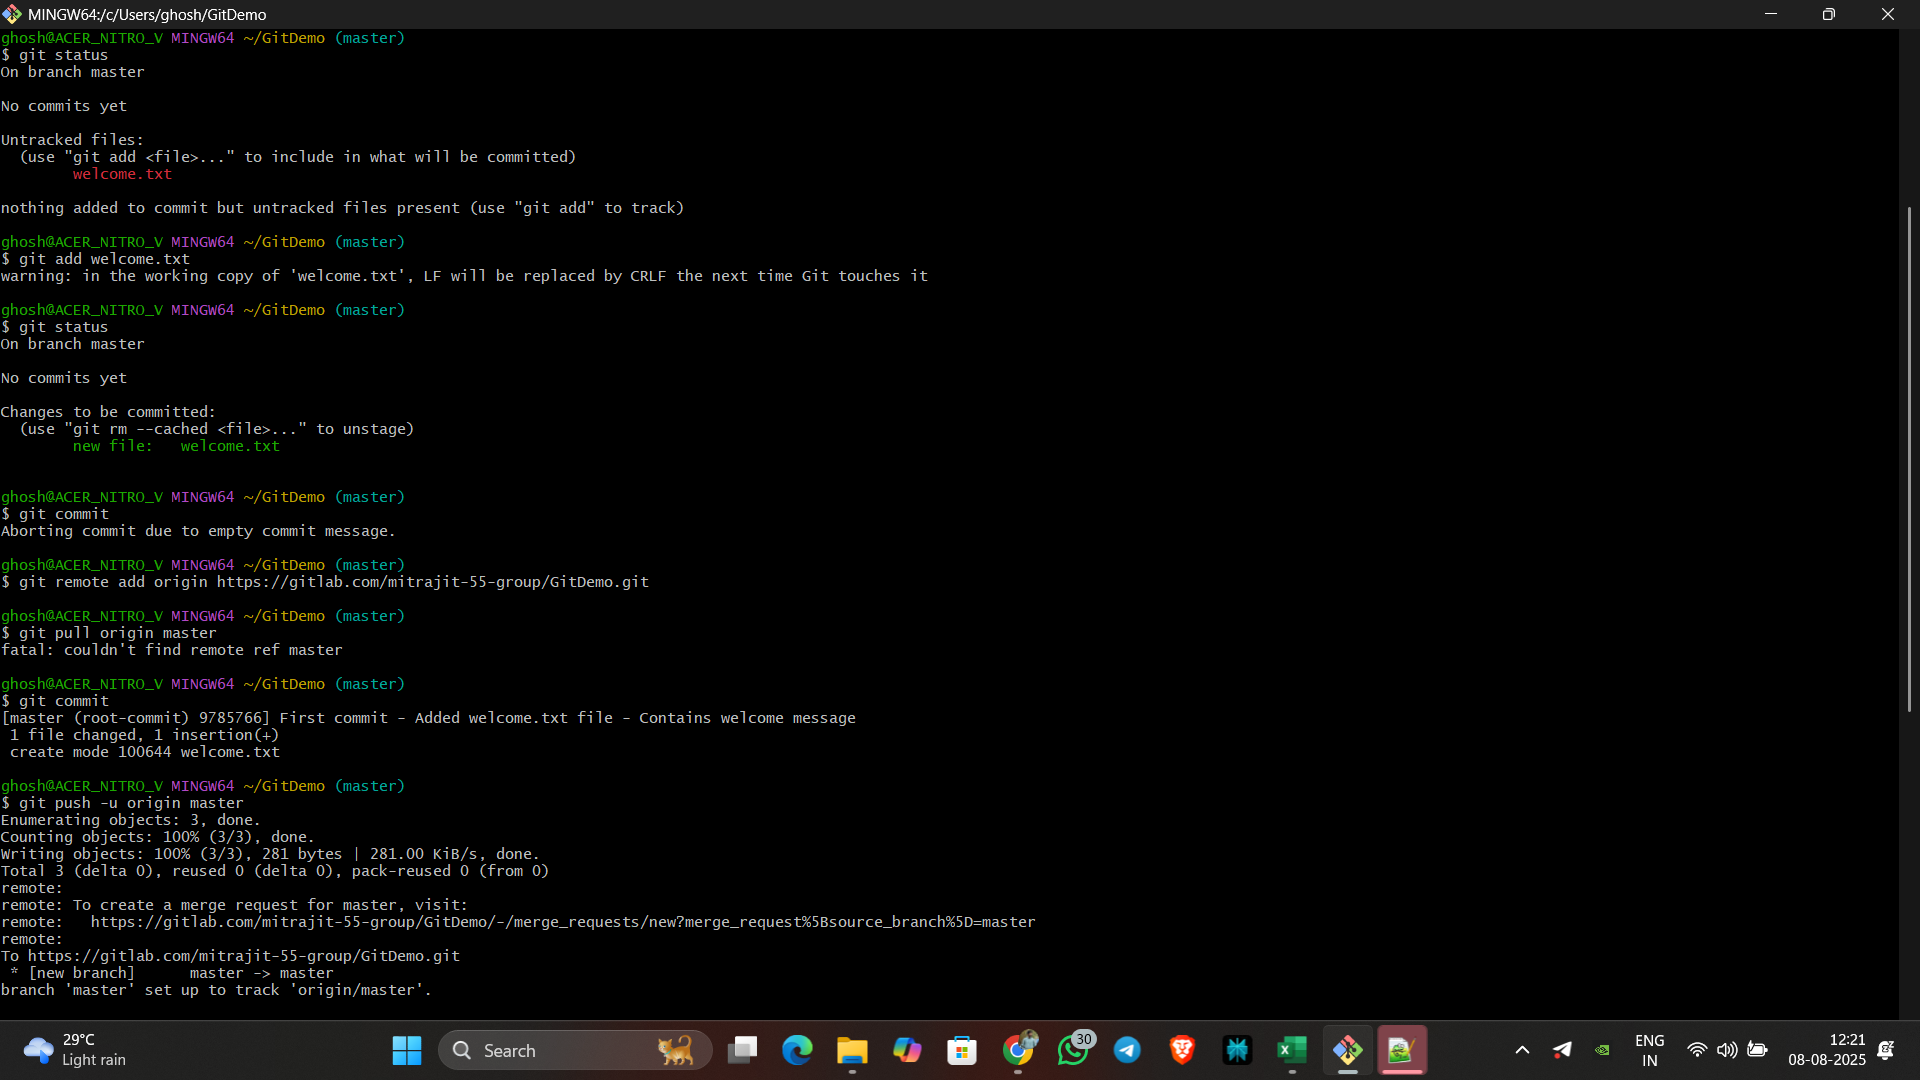 MINGW64:/c/Users/ghosh/GitDemo
ghosh@ACER_NITRO_V MINGW64 ~/GitDemo (master)
$ git status
On branch master
No commits yet
Untracked files:
  (use "git add <file>..." to include in what will be committed)
        welcome.txt
nothing added to commit but untracked files present (use "git add" to track)
ghosh@ACER_NITRO_V MINGW64 ~/GitDemo (master)
$ git add welcome.txt
warning: in the working copy of 'welcome.txt', LF will be replaced by CRLF the next time Git touches it
ghosh@ACER_NITRO_V MINGW64 ~/GitDemo (master)
$ git status
On branch master
No commits yet
Changes to be committed:
  (use "git rm --cached <file>..." to unstage)
        new file:   welcome.txt
ghosh@ACER_NITRO_V MINGW64 ~/GitDemo (master)
$ git commit
Aborting commit due to empty commit message.
ghosh@ACER_NITRO_V MINGW64 ~/GitDemo (master)
$ git remote add origin https://gitlab.com/mitrajit-55-group/GitDemo.git
ghosh@ACER_NITRO_V MINGW64 ~/GitDemo (master)
$ git pull origin master
fatal: couldn't find remote ref master
ghosh@ACER_NITRO_V MINGW64 ~/GitDemo (master)
$ git commit
[master (root-commit) 9785766] First commit - Added welcome.txt file - Contains welcome message
 1 file changed, 1 insertion(+)
 create mode 100644 welcome.txt
ghosh@ACER_NITRO_V MINGW64 ~/GitDemo (master)
$ git push -u origin master
Enumerating objects: 3, done.
Counting objects: 100% (3/3), done.
Writing objects: 100% (3/3), 281 bytes | 281.00 KiB/s, done.
Total 3 (delta 0), reused 0 (delta 0), pack-reused 0 (from 0)
remote:
remote: To create a merge request for master, visit:
remote:   https://gitlab.com/mitrajit-55-group/GitDemo/-/merge_requests/new?merge_request%5Bsource_branch%5D=master
remote:
To https://gitlab.com/mitrajit-55-group/GitDemo.git
 * [new branch]      master -> master
branch 'master' set up to track 'origin/master'.
29°C
Light rain
Search
30
ENG
IN
12:21
08-08-2025